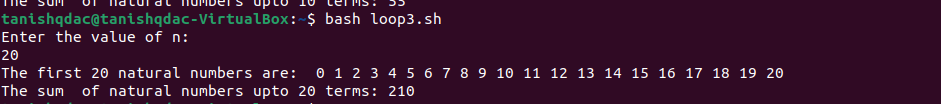 The sum  of natural numbers upto 10 terms: 55
tanishqdac@tanishqdac-VirtualBox:~$ bash loop3.sh
Enter the value of n:
20
The first 20 natural numbers are:  0 1 2 3 4 5 6 7 8 9 10 11 12 13 14 15 16 17 18 19 20
The sum  of natural numbers upto 20 terms: 210